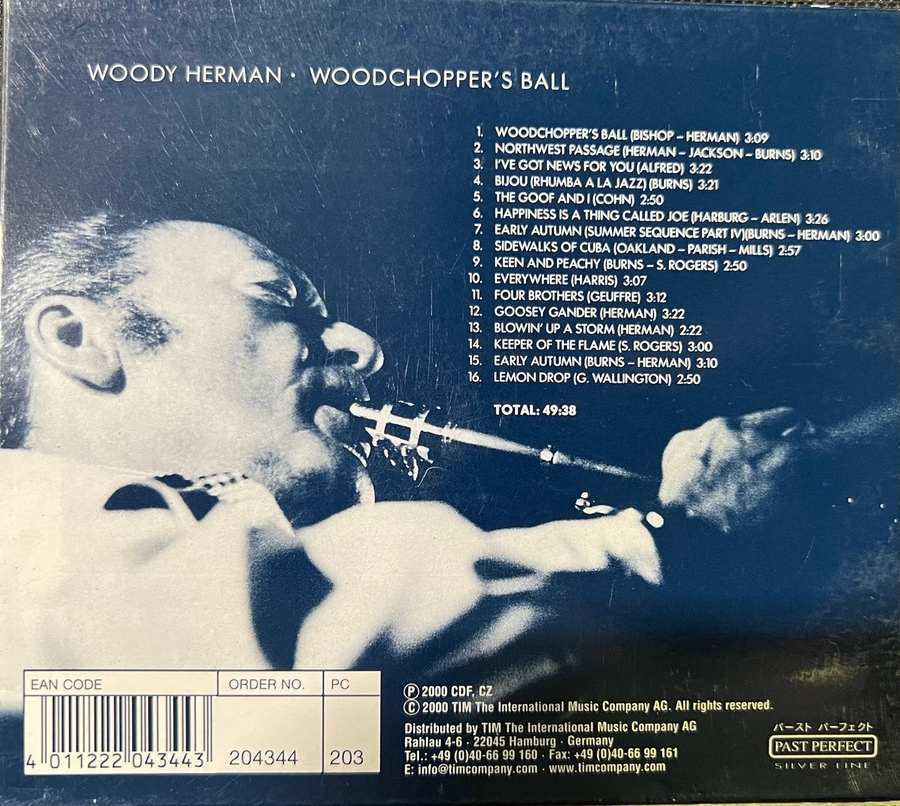 WOODY HERMAN · WOODCHOPPER'S BALL
1. WOODCHOPPER'S BALL (BISHOP – HERMAN) 3:09
2. NORTHWEST PASSAGE (HERMAN – JACKSON – BURNS) 3:10
3. I'VE GOT NEWS FOR YOU (ALFRED) 3:22
4. BIJOU (RHUMBA A LA JAZZ) (BURNS) 3:21
5. THE GOOF AND I (COHN) 2:50
6. HAPPINESS IS A THING CALLED JOE (HARBURG – ARLEN) 3:26
7. EARLY AUTUMN (SUMMER SEQUENCE PART IV)(BURNS – HERMAN) 3:00
8. SIDEWALKS OF CUBA (OAKLAND – PARISH – MILLS) 2:57
9. KEEN AND PEACHY (BURNS – S. ROGERS) 2:50
10. EVERYWHERE (HARRIS) 3:07
11. FOUR BROTHERS (GEUFFRE) 3:12
12. GOOSEY GANDER (HERMAN) 3:22
13. BLOWIN' UP A STORM (HERMAN) 2:22
14. KEEPER OF THE FLAME (S. ROGERS) 3:00
15. EARLY AUTUMN (BURNS – HERMAN) 3:10
16. LEMON DROP (G. WALLINGTON) 2:50
TOTAL: 49:38
EAN CODE ORDER NO. PC
4 011222 043443 204344 203
Ⓟ 2000 CDF, CZ
© 2000 TIM The International Music Company AG. All rights reserved.
Distributed by TIM The International Music Company AG
Rahlau 4-6 · 22045 Hamburg · Germany
Tel.: +49 (0)40-66 99 160 · Fax: +49 (0)40-66 99 161
E: info@timcompany.com · www.timcompany.com
パースト パーフェクト
PAST PERFECT
SILVER LINE